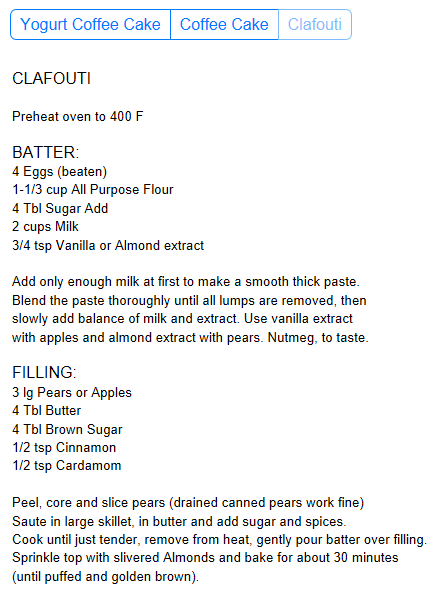 Yogurt Coffee Cake Coffee Cake Clafouti
CLAFOUTI
Preheat oven to 400 F
BATTER:
4 Eggs (beaten)
1-1/3 cup All Purpose Flour
4 Tbl Sugar Add
2 cups Milk
3/4 tsp Vanilla or Almond extract
Add only enough milk at first to make a smooth thick paste.
Blend the paste thoroughly until all lumps are removed, then
slowly add balance of milk and extract. Use vanilla extract
with apples and almond extract with pears. Nutmeg, to taste.
FILLING:
3 lg Pears or Apples
4 Tbl Butter
4 Tbl Brown Sugar
1/2 tsp Cinnamon
1/2 tsp Cardamom
Peel, core and slice pears (drained canned pears work fine)
Saute in large skillet, in butter and add sugar and spices.
Cook until just tender, remove from heat, gently pour batter over filling.
Sprinkle top with slivered Almonds and bake for about 30 minutes
(until puffed and golden brown).